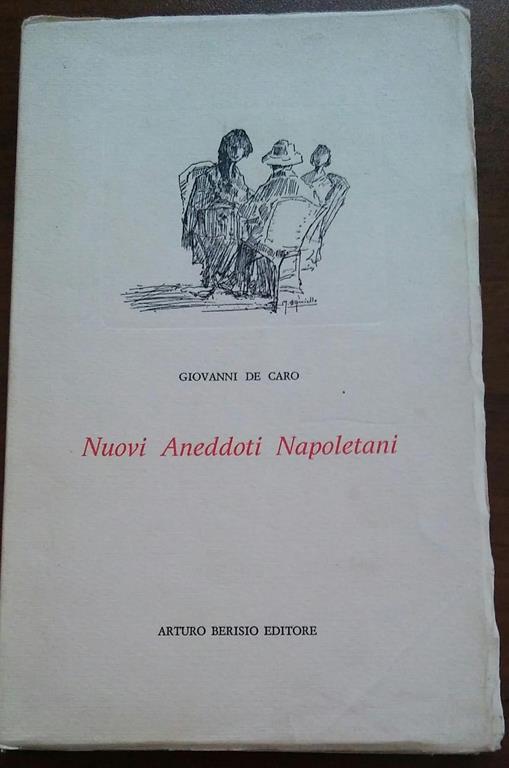 GIOVANNI DE CARO
Nuovi Aneddoti Napoletani
ARTURO BERISIO EDITORE